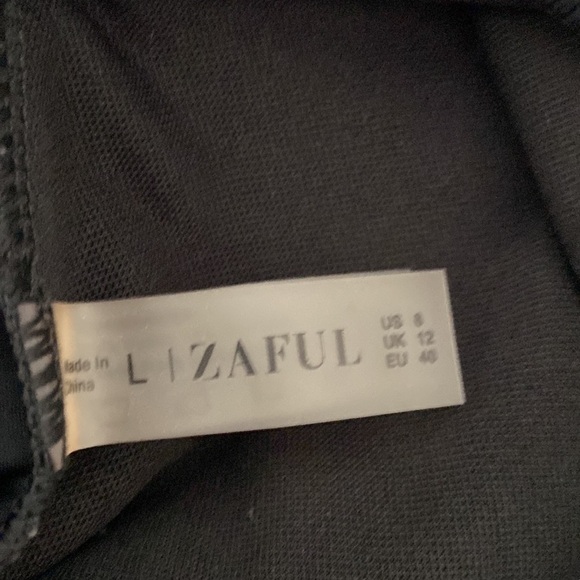 Made In
China
L | ZAFUL
US 8
UK 12
EU 40